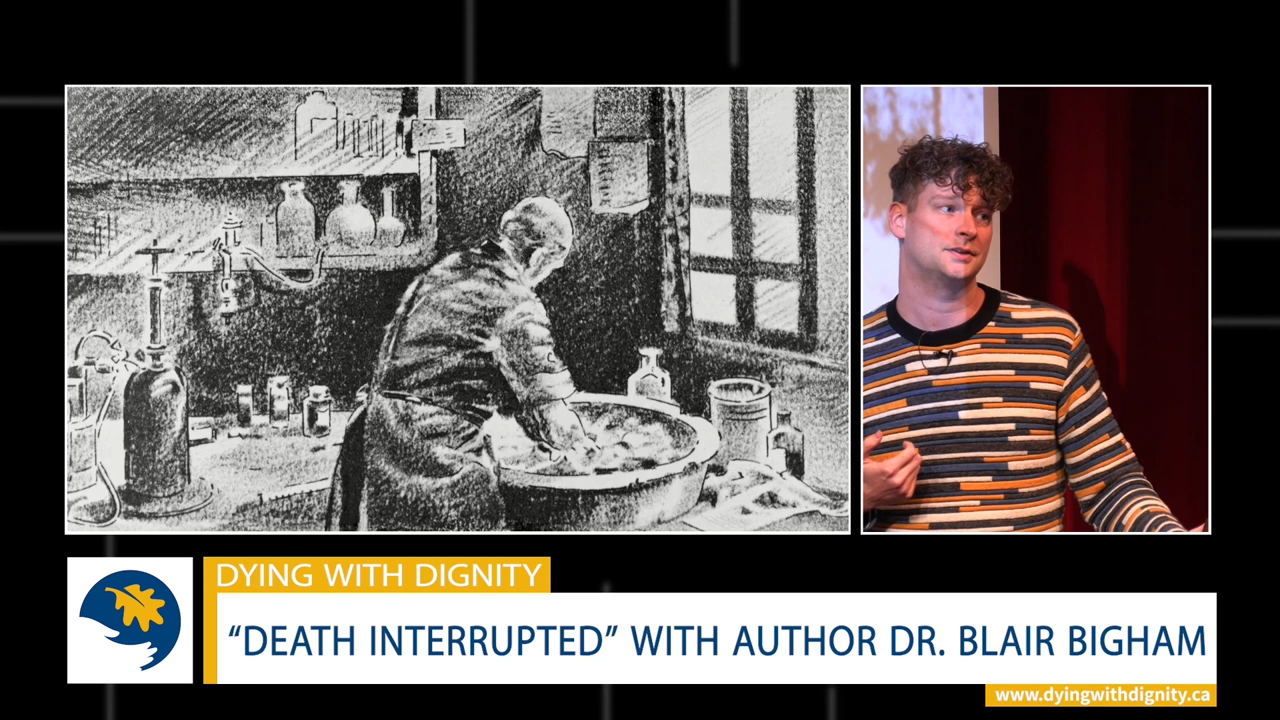 DYING WITH DIGNITY
“DEATH INTERRUPTED” WITH AUTHOR DR. BLAIR BIGHAM
www.dyingwithdignity.ca